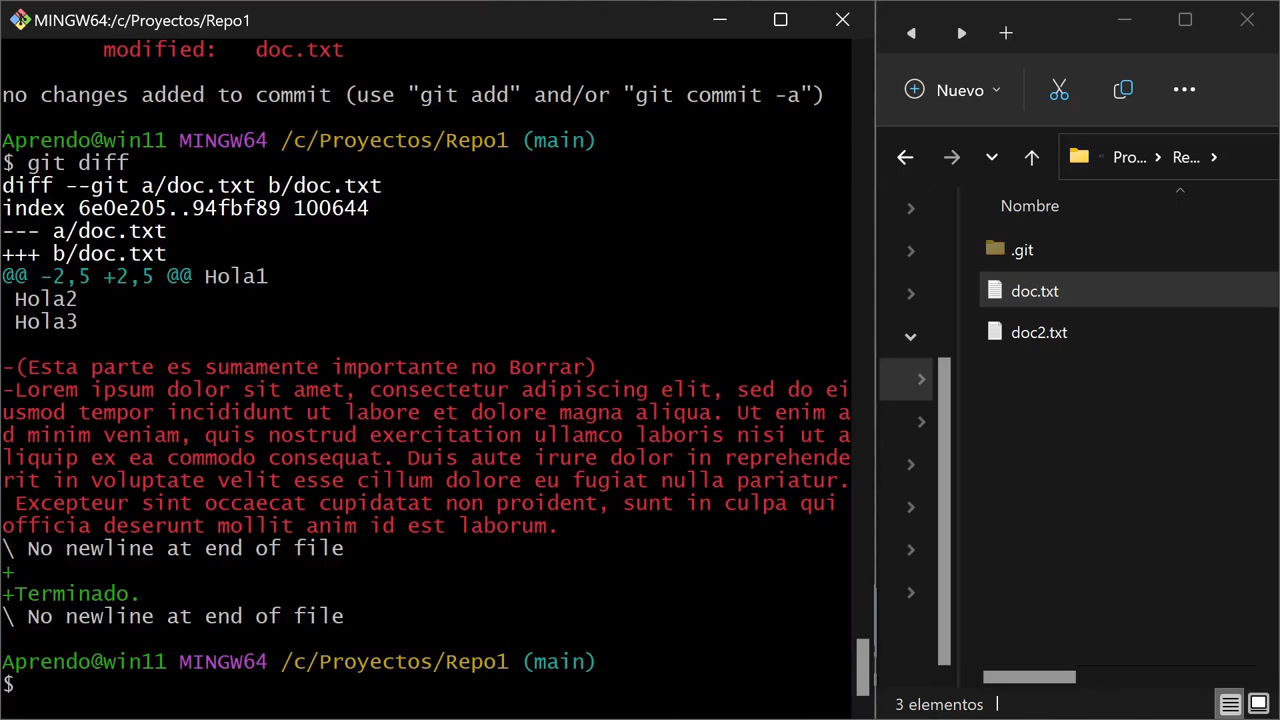 MINGW64:/c/Proyectos/Repo1
modified:   doc.txt
no changes added to commit (use "git add" and/or "git commit -a")
Aprendo@win11 MINGW64 /c/Proyectos/Repo1 (main)
$ git diff
diff --git a/doc.txt b/doc.txt
index 6e0e205..94fbf89 100644
--- a/doc.txt
+++ b/doc.txt
@@ -2,5 +2,5 @@ Hola1
 Hola2
 Hola3
-(Esta parte es sumamente importante no Borrar)
-Lorem ipsum dolor sit amet, consectetur adipiscing elit, sed do ei
usmod tempor incididunt ut labore et dolore magna aliqua. Ut enim a
d minim veniam, quis nostrud exercitation ullamco laboris nisi ut a
liquip ex ea commodo consequat. Duis aute irure dolor in reprehende
rit in voluptate velit esse cillum dolore eu fugiat nulla pariatur.
 Excepteur sint occaecat cupidatat non proident, sunt in culpa qui
officia deserunt mollit anim id est laborum.
\ No newline at end of file
+
+Terminado.
\ No newline at end of file
Aprendo@win11 MINGW64 /c/Proyectos/Repo1 (main)
$
Nuevo
Pro... Re...
Nombre
.git
doc.txt
doc2.txt
3 elementos